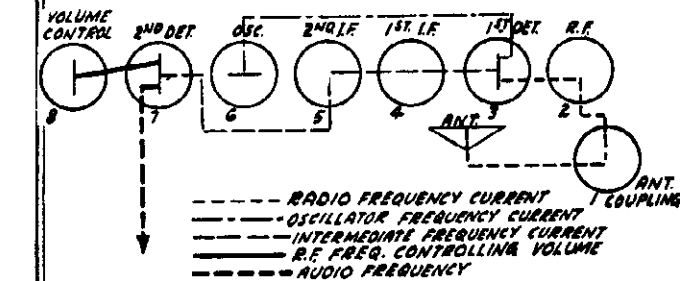 VOLUME CONTROL
2ND DET.
OSC.
2ND I.F.
1ST. I.F.
1ST. DET.
R.F.
8
7
6
5
4
3
2
ANT.
1
ANT. COUPLING
RADIO FREQUENCY CURRENT
OSCILLATOR FREQUENCY CURRENT
INTERMEDIATE FREQUENCY CURRENT
R.F. FREQ. CONTROLLING VOLUME
AUDIO FREQUENCY